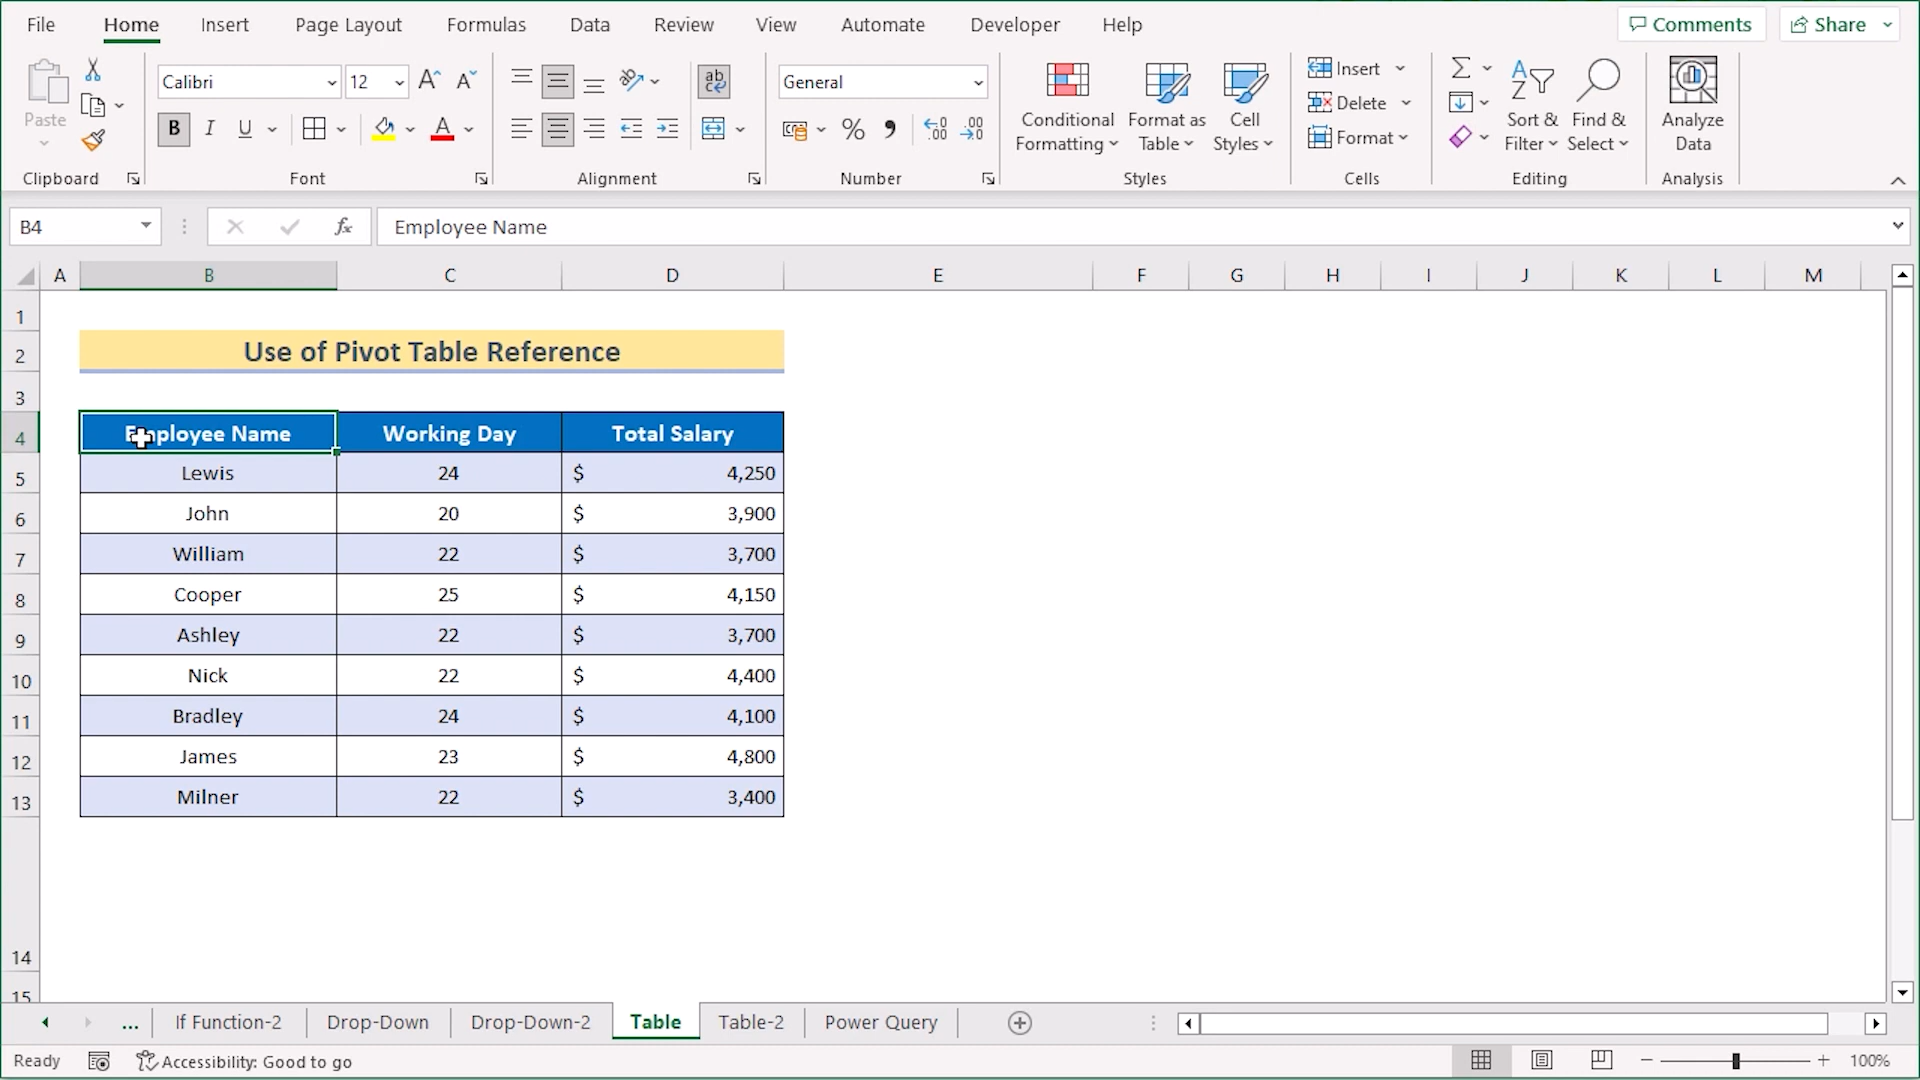 File Home Insert Page Layout Formulas Data Review View Automate Developer Help Comments Share
Calibri 12 A A ab General Insert Σ A Z
Paste B I U A % 9 .00 .00 Conditional Formatting Format as Table Cell Styles Delete Format Sort & Filter Find & Select Analyze Data
Clipboard Font Alignment Number Styles Cells Editing Analysis
B4 fx Employee Name
A B C D E F G H I J K L M
1
2 Use of Pivot Table Reference
3
4 Employee Name Working Day Total Salary
5 Lewis 24 $ 4,250
6 John 20 $ 3,900
7 William 22 $ 3,700
8 Cooper 25 $ 4,150
9 Ashley 22 $ 3,700
10 Nick 22 $ 4,400
11 Bradley 24 $ 4,100
12 James 23 $ 4,800
13 Milner 22 $ 3,400
14
15
... If Function-2 Drop-Down Drop-Down-2 Table Table-2 Power Query
Ready Accessibility: Good to go 100%